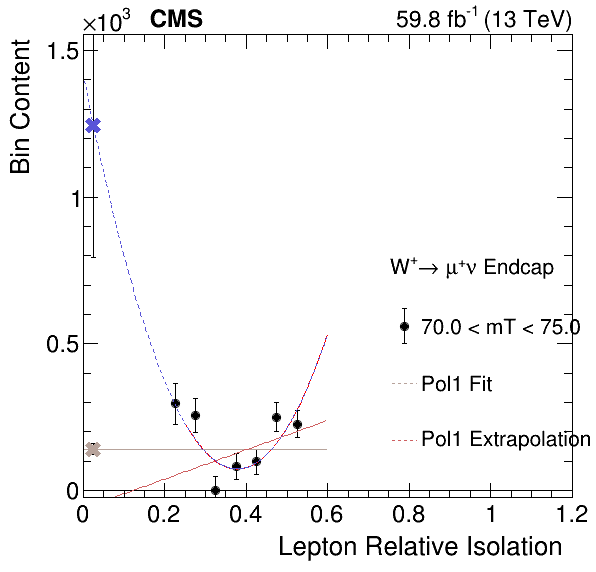 ×10³ CMS 59.8 fb⁻¹ (13 TeV)
Bin Content
1.5
1
0.5
0
W⁺→ μ⁺ν Endcap
70.0 < mT < 75.0
Pol1 Fit
Pol1 Extrapolation
0 0.2 0.4 0.6 0.8 1 1.2
Lepton Relative Isolation